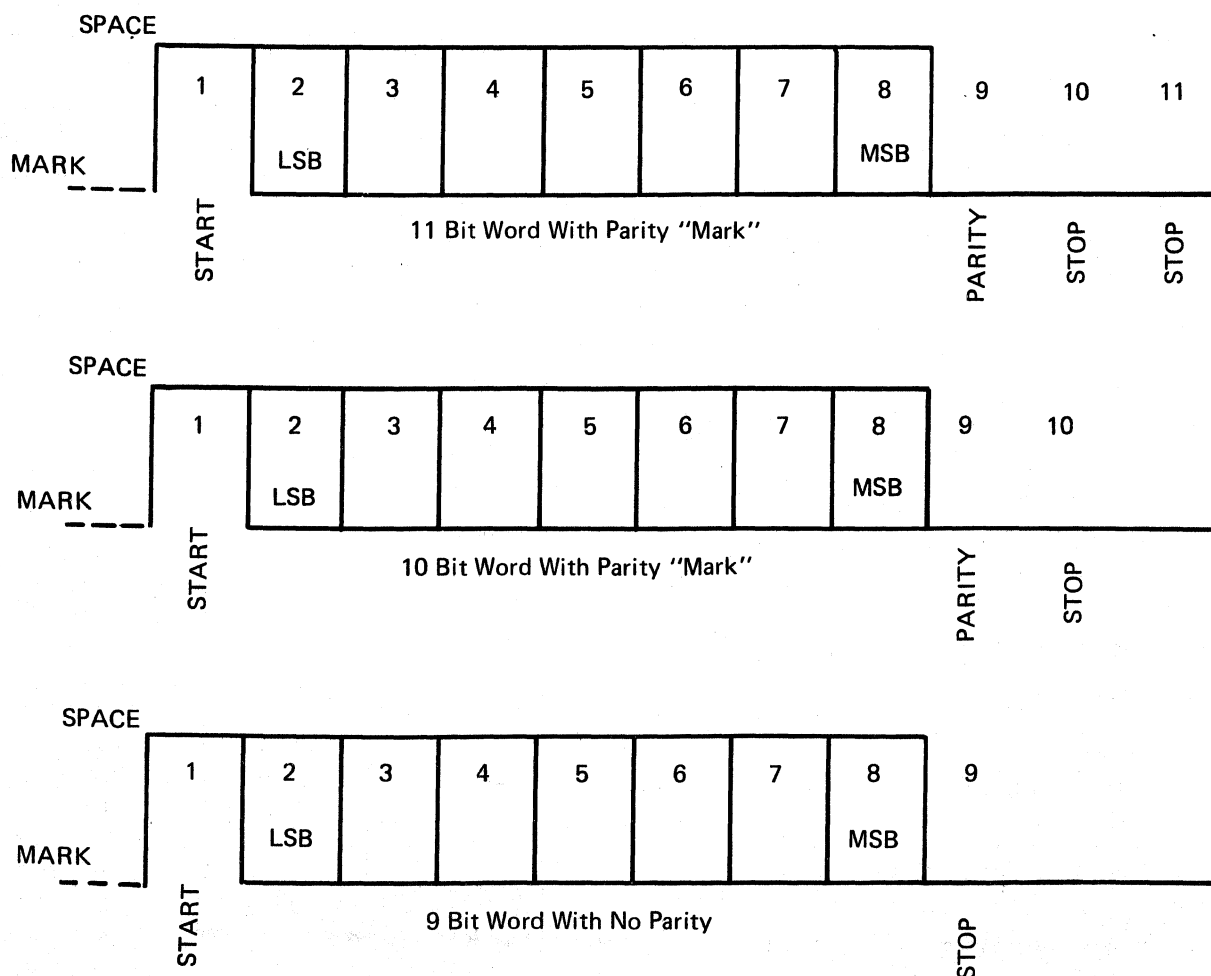 SPACE
1 2 3 4 5 6 7 8 9 10 11
LSB MSB
MARK
START
11 Bit Word With Parity "Mark"
PARITY
STOP
STOP
SPACE
1 2 3 4 5 6 7 8 9 10
LSB MSB
MARK
START
10 Bit Word With Parity "Mark"
PARITY
STOP
SPACE
1 2 3 4 5 6 7 8 9
LSB MSB
MARK
START
9 Bit Word With No Parity
STOP